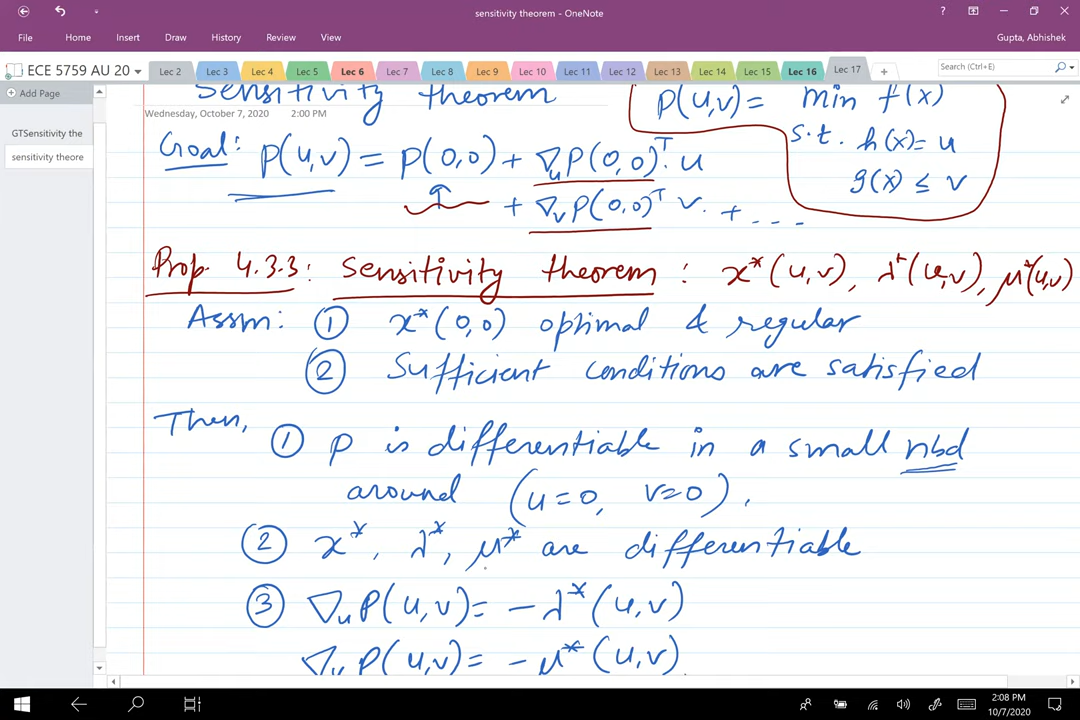 sensitivity theorem - OneNote
Gupta, Abhishek
File Home Insert Draw History Review View
ECE 5759 AU 20
Lec 2 Lec 3 Lec 4 Lec 5 Lec 6 Lec 7 Lec 8 Lec 9 Lec 10 Lec 11 Lec 12 Lec 13 Lec 14 Lec 15 Lec 16 Lec 17
Search (Ctrl+E)
Add Page
GTSensitivity the
sensitivity theore
Sensitivity theorem
Wednesday, October 7, 2020 2:00 PM
P(u,v) = min f(x)
s.t. h(x) = u
g(x) ≤ v
Goal: P(u,v) = P(0,0) + ∇ᵤP(0,0)ᵀ. u
+ ∇ᵥP(0,0)ᵀ v. + ....
Prop. 4.3.3: Sensitivity theorem : x*(u,v), λ*(u,v), μ*(u,v)
Assm: ① x*(0,0) optimal & regular
② Sufficient conditions are satisfied
Then, ① p is differentiable in a small nbd
around (u=0, v=0).
② x*, λ*, μ* are differentiable
③ ∇ᵤP(u,v) = -λ*(u,v)
∇ᵥP(u,v) = -μ*(u,v)
2:08 PM
10/7/2020